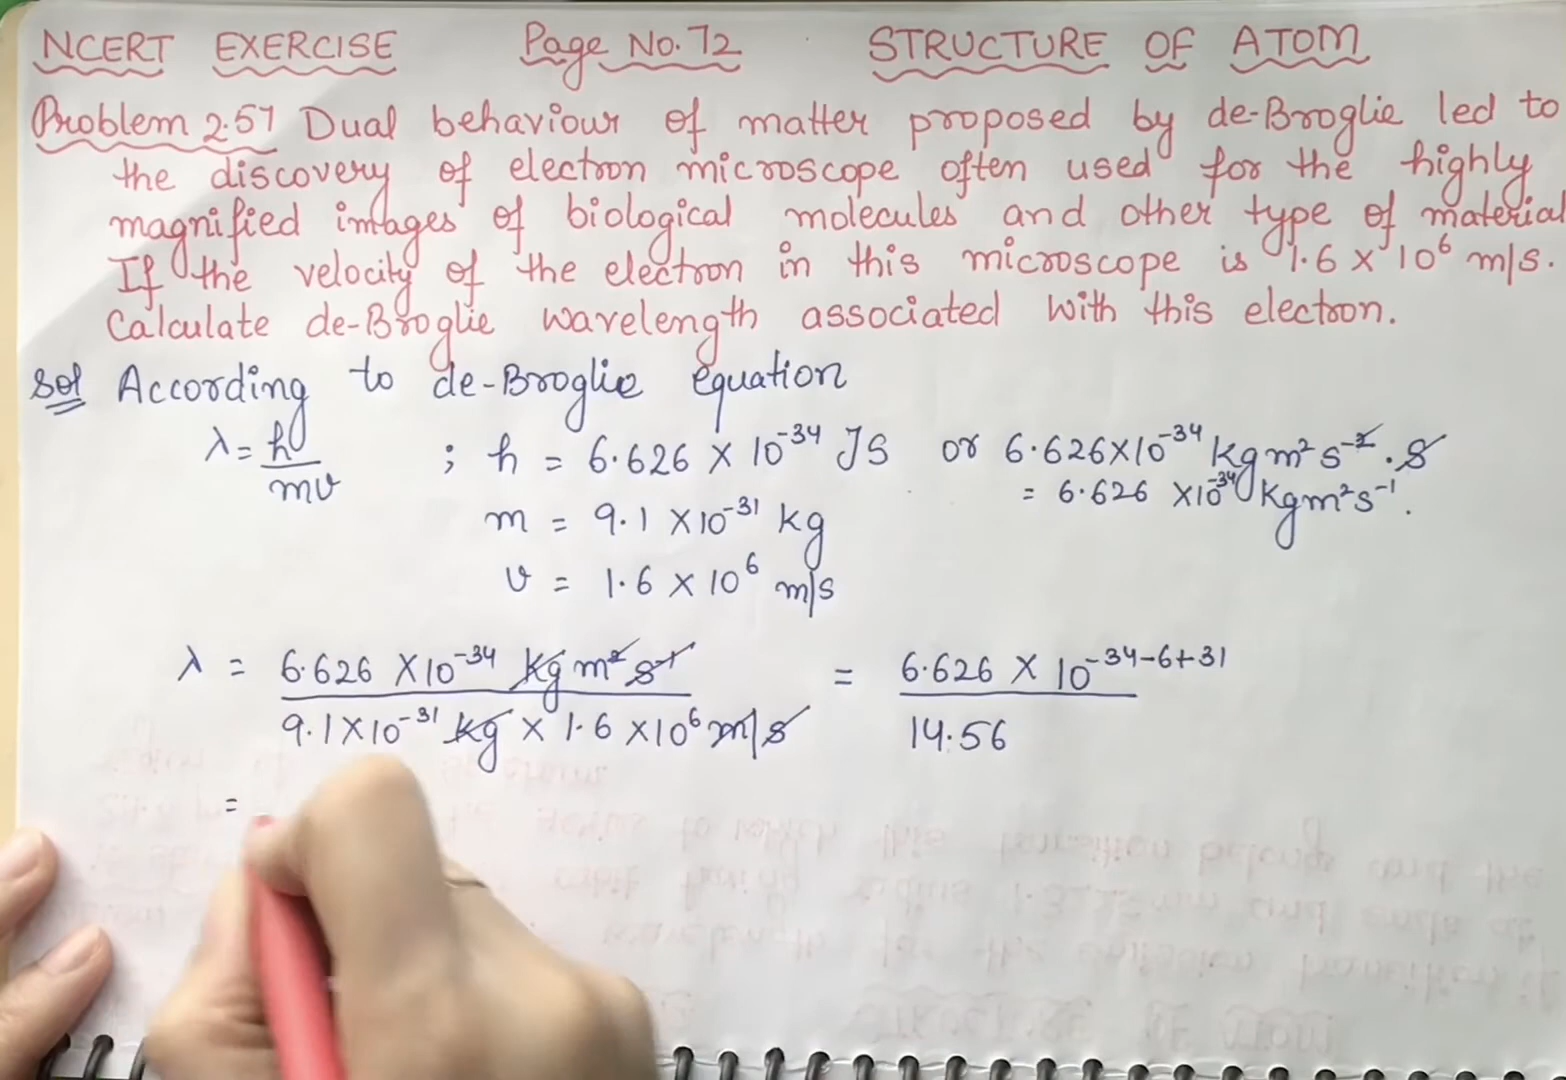 NCERT EXERCISE Page No. 72 STRUCTURE OF ATOM
Problem 2.57 Dual behaviour of matter proposed by de-Broglie led to
the discovery of electron microscope often used for the highly
magnified images of biological molecules and other type of material
If the velocity of the electron in this microscope is 1.6 × 10⁶ m/s.
Calculate de-Broglie wavelength associated with this electron.
Sol According to de-Broglie equation
λ = h/mv ; h = 6.626 × 10⁻³⁴ JS or 6.626×10⁻³⁴ kg m² s⁻² . s
= 6.626 ×10⁻³⁴ kgm²s⁻¹.
m = 9.1 ×10⁻³¹ kg
v = 1.6 × 10⁶ m/s
λ = 6.626 ×10⁻³⁴ kg m² s⁻¹ / 9.1×10⁻³¹ kg × 1.6 ×10⁶ m/s = 6.626 × 10⁻³⁴⁻⁶⁺³¹ / 14.56
=